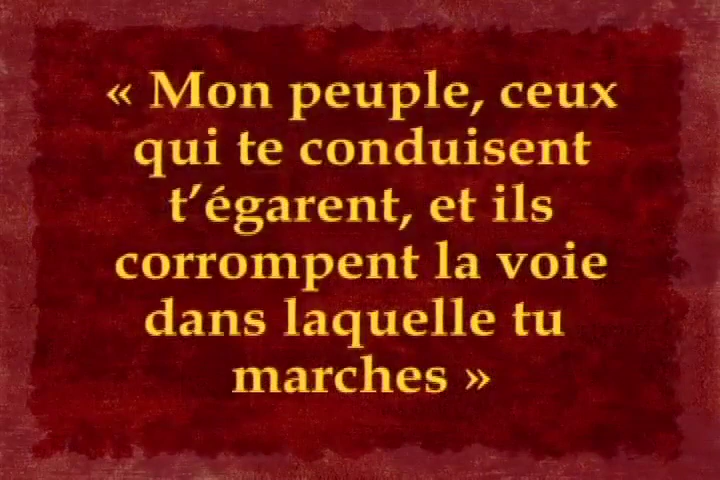 « Mon peuple, ceux
qui te conduisent
t’égarent, et ils
corrompent la voie
dans laquelle tu
marches »